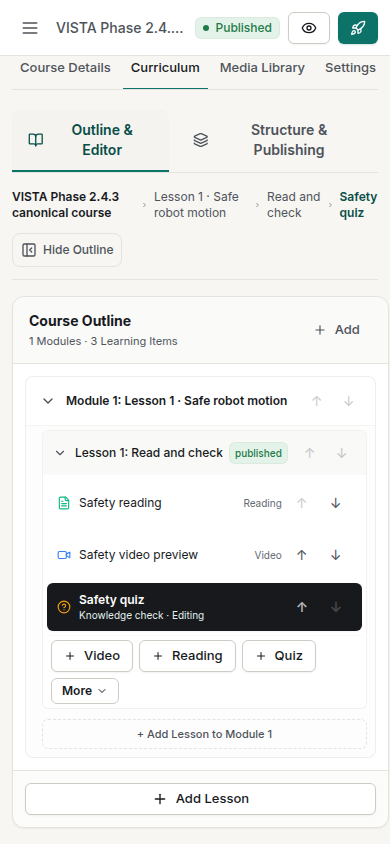 VISTA Phase 2.4.... Published
Course Details Curriculum Media Library Settings
Outline &
Editor
Structure &
Publishing
VISTA Phase 2.4.3
canonical course
› Lesson 1 · Safe
robot motion
› Read and
check
› Safety
quiz
Hide Outline
Course Outline
1 Modules · 3 Learning Items
+ Add
Module 1: Lesson 1 · Safe robot motion
Lesson 1: Read and check published
Safety reading Reading
Safety video preview Video
Safety quiz
Knowledge check · Editing
+ Video + Reading + Quiz
More
+ Add Lesson to Module 1
+ Add Lesson